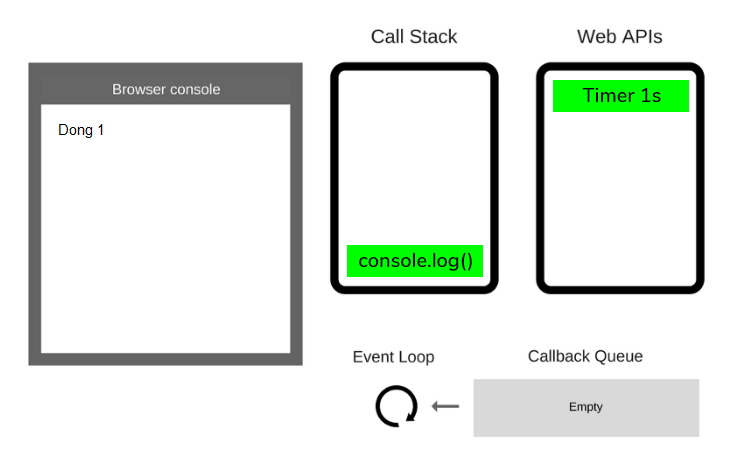 Call Stack
Web APIs
Browser console
Timer 1s
Dong 1
console.log()
Event Loop
Callback Queue
Empty